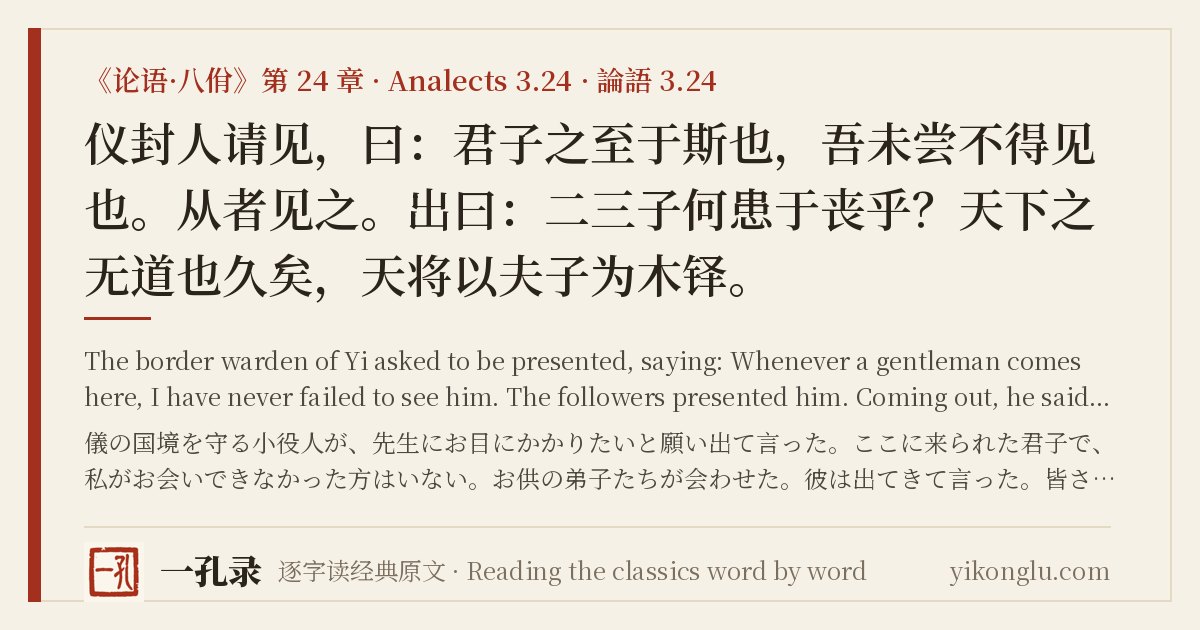 《论语·八佾》第 24 章 · Analects 3.24 · 論語 3.24
仪封人请见，曰：君子之至于斯也，吾未尝不得见
也。从者见之。出曰：二三子何患于丧乎？天下之
无道也久矣，天将以夫子为木铎。
The border warden of Yi asked to be presented, saying: Whenever a gentleman comes
here, I have never failed to see him. The followers presented him. Coming out, he said...
儀の国境を守る小役人が、先生にお目にかかりたいと願い出て言った。ここに来られた君子で、
私がお会いできなかった方はいない。お供の弟子たちが会わせた。彼は出てきて言った。皆さ…
一孔
一孔录 逐字读经典原文 · Reading the classics word by word yikonglu.com